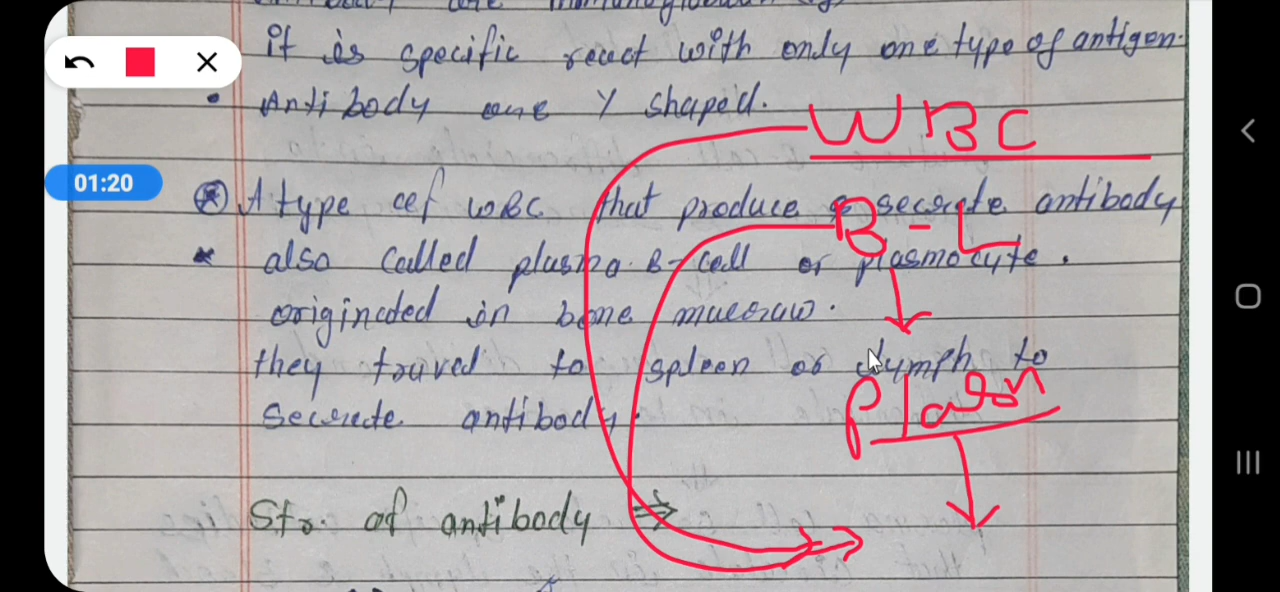 it is specific react with only one type of antigen.
• Antibody are Y shaped.
WBC
01:20
A type of WBC that produce & secrete antibody
B-L
* also called plasma B-cell or plasmocyte.
originated in bone marrow.
they travel to spleen or lymph to
Plasm
secrete antibody.
Str. of antibody ⇒